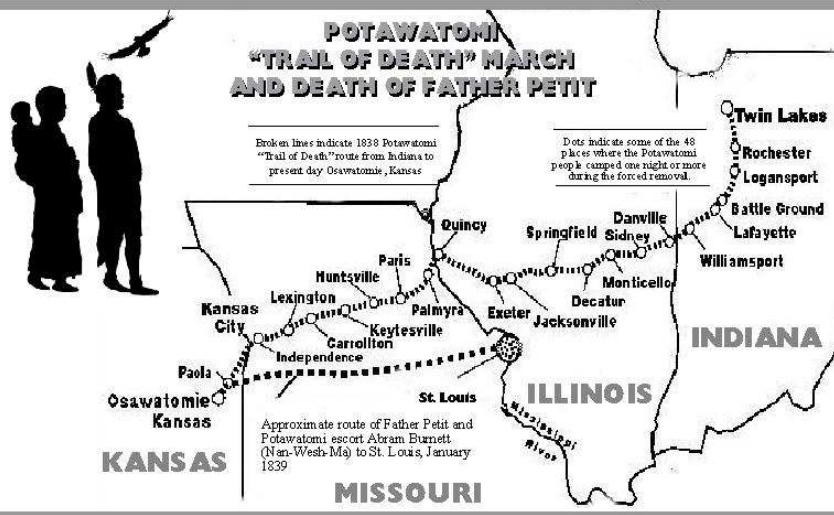 POTAWATOMI
"TRAIL OF DEATH" MARCH
AND DEATH OF FATHER PETIT
Broken lines indicate 1838 Potawatomi
"Trail of Death" route from Indiana to
present day Osawatomie, Kansas
Dots indicate some of the 48
places where the Potawatomi
people camped one night or more
during the forced removal.
Twin Lakes
Rochester
Logansport
Battle Ground
Lafayette
Williamsport
Danville
Sidney
Springfield
Monticello
Decatur
Quincy
Exeter
Jacksonville
Paris
Palmyra
Huntsville
Keytesville
Lexington
Carrollton
Kansas
City
Independence
Paola
Osawatomie
Kansas
St. Louis
INDIANA
ILLINOIS
Mississippi
River
Approximate route of Father Petit and
Potawatomi escort Abram Burnett
(Nan-Wesh-Ma) to St. Louis, January
1839
KANSAS
MISSOURI